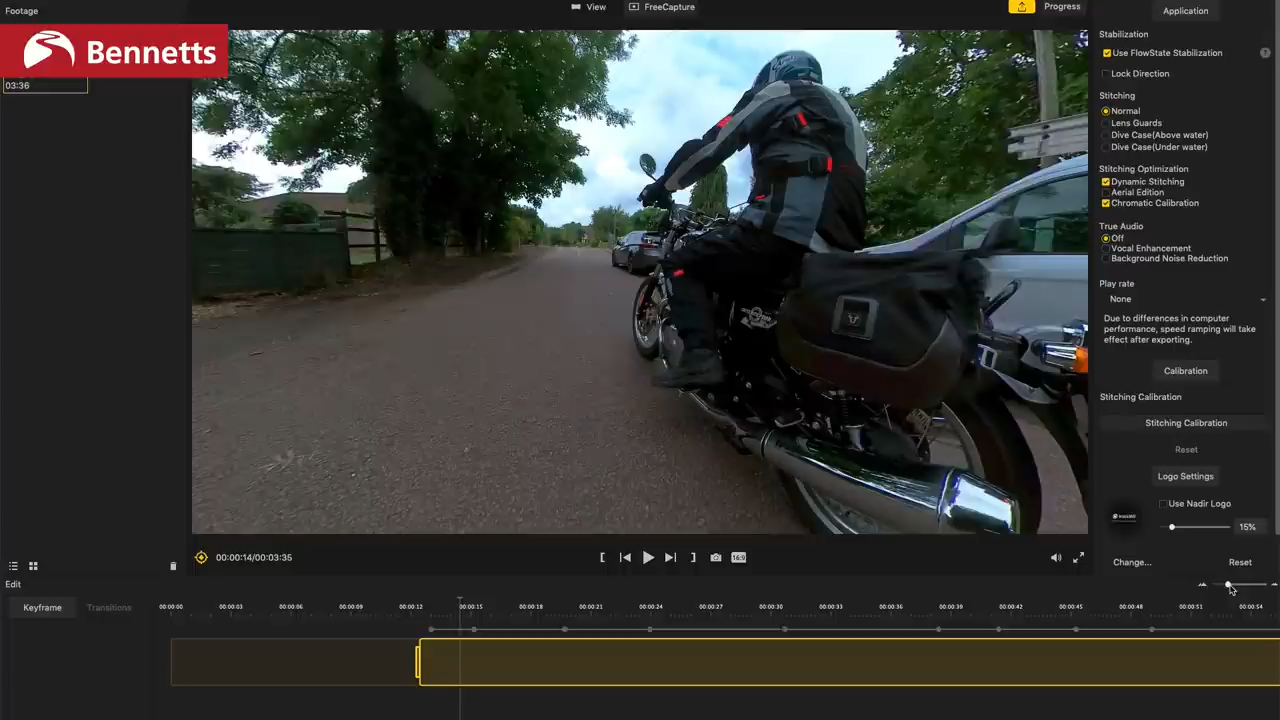 Footage
View
FreeCapture
Progress
Application
Bennetts
03:36
Stabilization
Use FlowState Stabilization
?
Lock Direction
Stitching
Normal
Lens Guards
Dive Case(Above water)
Dive Case(Under water)
Stitching Optimization
Dynamic Stitching
Aerial Edition
Chromatic Calibration
True Audio
Off
Vocal Enhancement
Background Noise Reduction
Play rate
None
Due to differences in computer
performance, speed ramping will take
effect after exporting.
Calibration
Stitching Calibration
Stitching Calibration
Reset
Logo Settings
Use Nadir Logo
Insta360
15%
Change...
Reset
00:00:14/00:03:35
16:9
Edit
Keyframe
Transitions
00:00:00 00:00:03 00:00:06 00:00:09 00:00:12 00:00:15 00:00:18 00:00:21 00:00:24 00:00:27 00:00:30 00:00:33 00:00:36 00:00:39 00:00:42 00:00:45 00:00:48 00:00:51 00:00:54